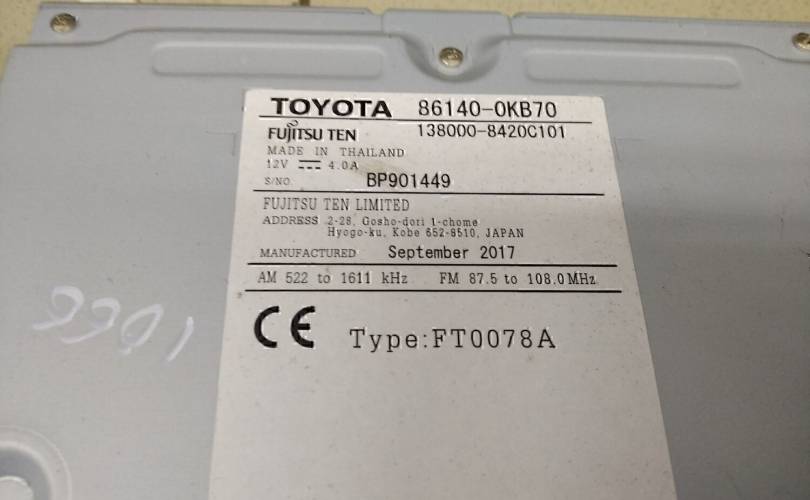 TOYOTA 86140-0KB70
FUJITSU TEN 138000-8420C101
MADE IN THAILAND
12V ⎓ 4.0A
S/NO. BP901449
FUJITSU TEN LIMITED
ADDRESS 2-28, Gosho-dori 1-chome
Hyogo-ku, Kobe 652-8510, JAPAN
MANUFACTURED September 2017
AM 522 to 1611 kHz FM 87.5 to 108.0MHz
CE Type:FT0078A